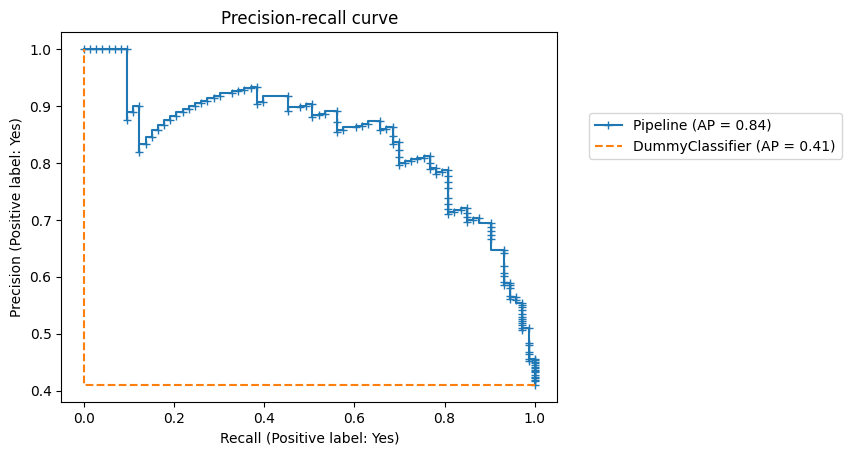 Precision-recall curve
1.0
0.9
0.8
0.7
0.6
0.5
0.4
Precision (Positive label: Yes)
0.0 0.2 0.4 0.6 0.8 1.0
Recall (Positive label: Yes)
Pipeline (AP = 0.84)
DummyClassifier (AP = 0.41)